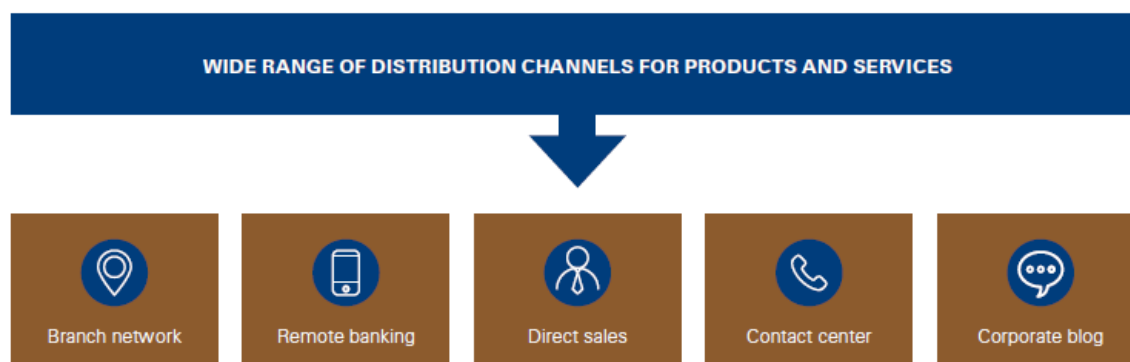 WIDE RANGE OF DISTRIBUTION CHANNELS FOR PRODUCTS AND SERVICES
Branch network
Remote banking
Direct sales
Contact center
Corporate blog